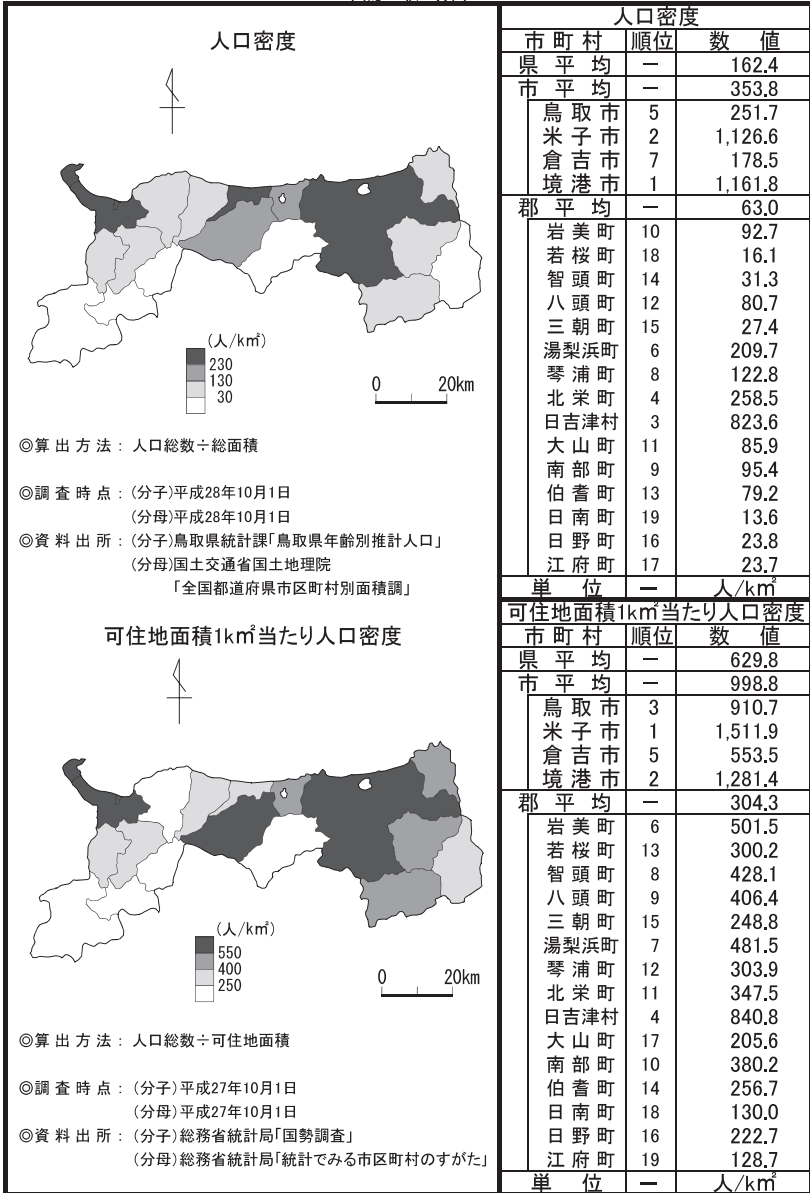 人口密度
(人/k㎡)
230
130
30
0 20km
◎算出方法：人口総数÷総面積
◎調査時点：(分子)平成28年10月1日
(分母)平成28年10月1日
◎資料出所：(分子)鳥取県統計課「鳥取県年齢別推計人口」
(分母)国土交通省国土地理院
「全国都道府県市区町村別面積調」
人口密度
市町村 順位 数値
県平均 － 162.4
市平均 － 353.8
鳥取市 5 251.7
米子市 2 1,126.6
倉吉市 7 178.5
境港市 1 1,161.8
郡平均 － 63.0
岩美町 10 92.7
若桜町 18 16.1
智頭町 14 31.3
八頭町 12 80.7
三朝町 15 27.4
湯梨浜町 6 209.7
琴浦町 8 122.8
北栄町 4 258.5
日吉津村 3 823.6
大山町 11 85.9
南部町 9 95.4
伯耆町 13 79.2
日南町 19 13.6
日野町 16 23.8
江府町 17 23.7
単位 － 人/k㎡
可住地面積1k㎡当たり人口密度
(人/k㎡)
550
400
250
0 20km
◎算出方法：人口総数÷可住地面積
◎調査時点：(分子)平成27年10月1日
(分母)平成27年10月1日
◎資料出所：(分子)総務省統計局「国勢調査」
(分母)総務省統計局「統計でみる市区町村のすがた」
可住地面積1k㎡当たり人口密度
市町村 順位 数値
県平均 － 629.8
市平均 － 998.8
鳥取市 3 910.7
米子市 1 1,511.9
倉吉市 5 553.5
境港市 2 1,281.4
郡平均 － 304.3
岩美町 6 501.5
若桜町 13 300.2
智頭町 8 428.1
八頭町 9 406.4
三朝町 15 248.8
湯梨浜町 7 481.5
琴浦町 12 303.9
北栄町 11 347.5
日吉津村 4 840.8
大山町 17 205.6
南部町 10 380.2
伯耆町 14 256.7
日南町 18 130.0
日野町 16 222.7
江府町 19 128.7
単位 － 人/k㎡